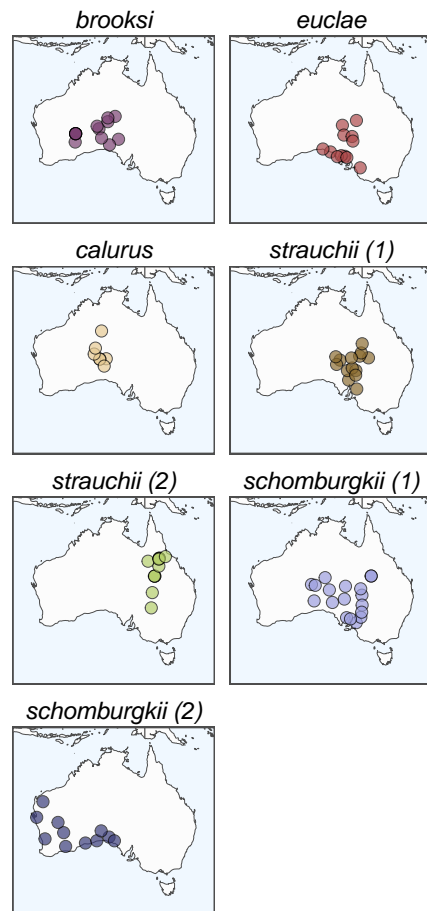 brooksi euclae
calurus strauchii (1)
strauchii (2) schomburgkii (1)
schomburgkii (2)